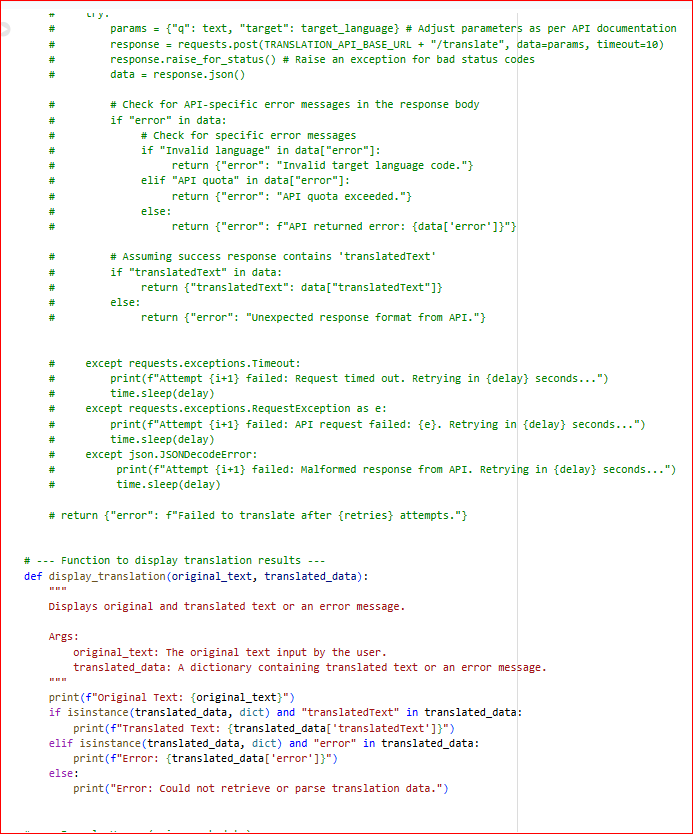 #     try:
#         params = {"q": text, "target": target_language} # Adjust parameters as per API documentation
#         response = requests.post(TRANSLATION_API_BASE_URL + "/translate", data=params, timeout=10)
#         response.raise_for_status() # Raise an exception for bad status codes
#         data = response.json()
#         # Check for API-specific error messages in the response body
#         if "error" in data:
#              # Check for specific error messages
#              if "Invalid language" in data["error"]:
#                   return {"error": "Invalid target language code."}
#              elif "API quota" in data["error"]:
#                   return {"error": "API quota exceeded."}
#              else:
#                   return {"error": f"API returned error: {data['error']}"}
#         # Assuming success response contains 'translatedText'
#         if "translatedText" in data:
#              return {"translatedText": data["translatedText"]}
#         else:
#              return {"error": "Unexpected response format from API."}
#     except requests.exceptions.Timeout:
#         print(f"Attempt {i+1} failed: Request timed out. Retrying in {delay} seconds...")
#         time.sleep(delay)
#     except requests.exceptions.RequestException as e:
#         print(f"Attempt {i+1} failed: API request failed: {e}. Retrying in {delay} seconds...")
#         time.sleep(delay)
#     except json.JSONDecodeError:
#          print(f"Attempt {i+1} failed: Malformed response from API. Retrying in {delay} seconds...")
#          time.sleep(delay)
# return {"error": f"Failed to translate after {retries} attempts."}
# --- Function to display translation results ---
def display_translation(original_text, translated_data):
    """
    Displays original and translated text or an error message.
    Args:
        original_text: The original text input by the user.
        translated_data: A dictionary containing translated text or an error message.
    """
    print(f"Original Text: {original_text}")
    if isinstance(translated_data, dict) and "translatedText" in translated_data:
        print(f"Translated Text: {translated_data['translatedText']}")
    elif isinstance(translated_data, dict) and "error" in translated_data:
        print(f"Error: {translated_data['error']}")
    else:
        print("Error: Could not retrieve or parse translation data.")